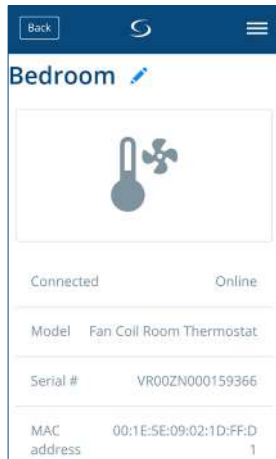 Back
Bedroom
Connected Online
Model Fan Coil Room Thermostat
Serial # VR00ZN000159366
MAC 00:1E:5E:09:02:1D:FF:D
address 1